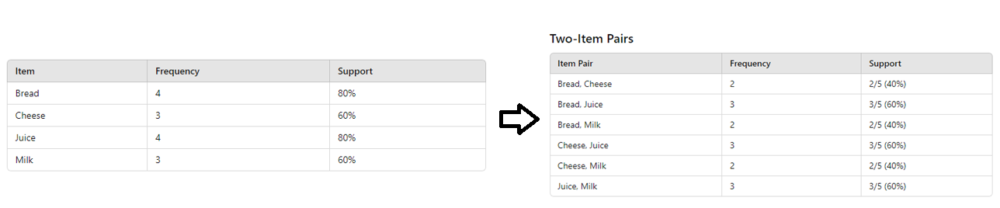 Item Frequency Support
Bread 4 80%
Cheese 3 60%
Juice 4 80%
Milk 3 60%
Two-Item Pairs
Item Pair Frequency Support
Bread, Cheese 2 2/5 (40%)
Bread, Juice 3 3/5 (60%)
Bread, Milk 2 2/5 (40%)
Cheese, Juice 3 3/5 (60%)
Cheese, Milk 2 2/5 (40%)
Juice, Milk 3 3/5 (60%)